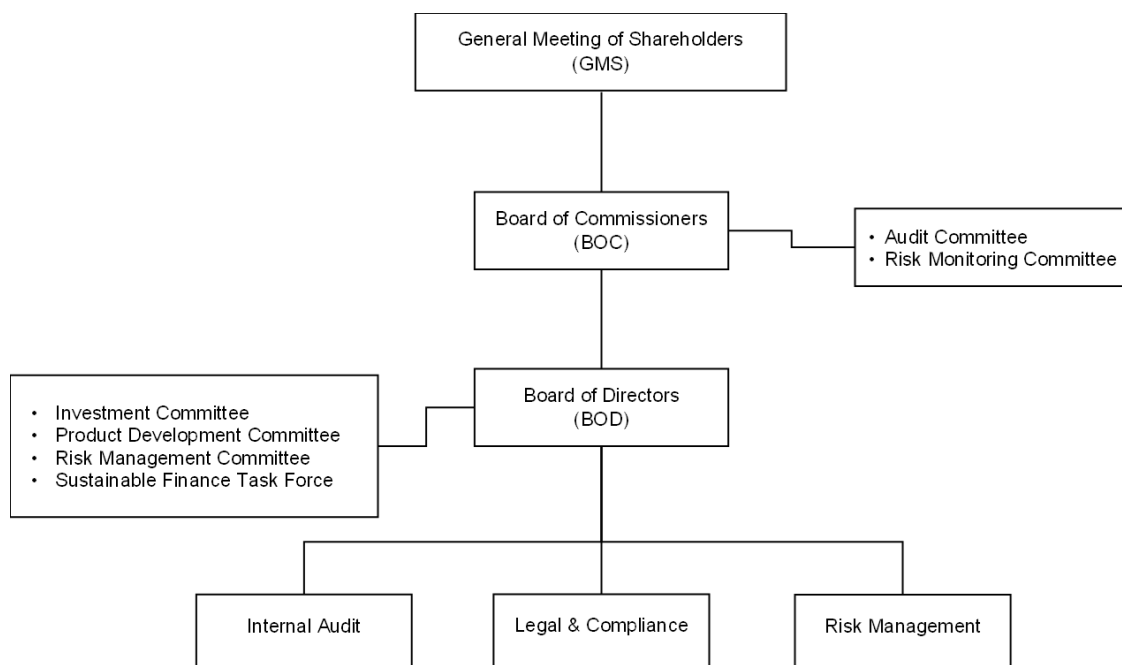 General Meeting of Shareholders
(GMS)
Board of Commissioners
(BOC)
• Audit Committee
• Risk Monitoring Committee
Board of Directors
(BOD)
• Investment Committee
• Product Development Committee
• Risk Management Committee
• Sustainable Finance Task Force
Internal Audit
Legal & Compliance
Risk Management